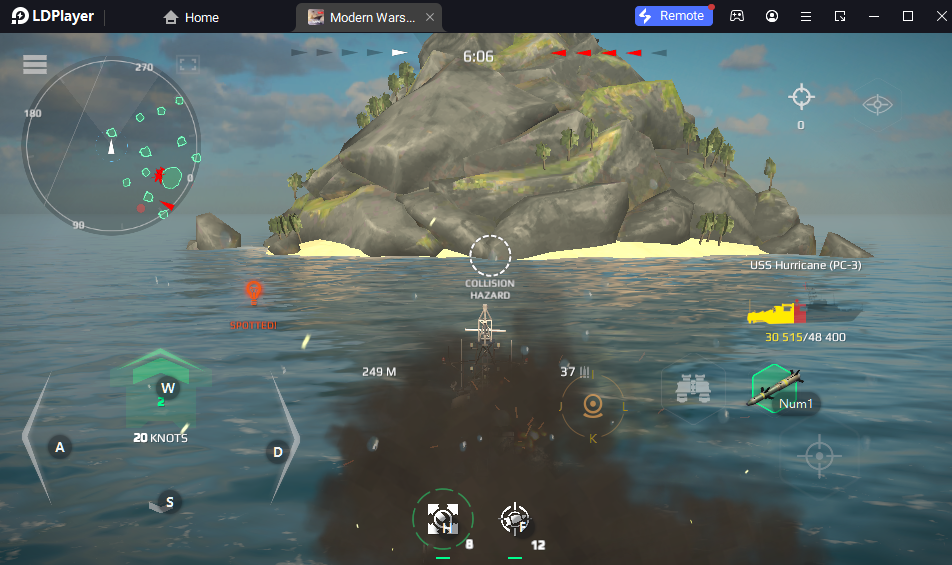 LDPlayer
Home
Modern Wars...
Remote
6:06
270
180
0
90
0
COLLISION
HAZARD
USS Hurricane (PC-3)
SPOTTED!
30 515/48 400
249 M
37
W
2
20 KNOTS
A
D
S
Num1
J
I
L
K
8
12